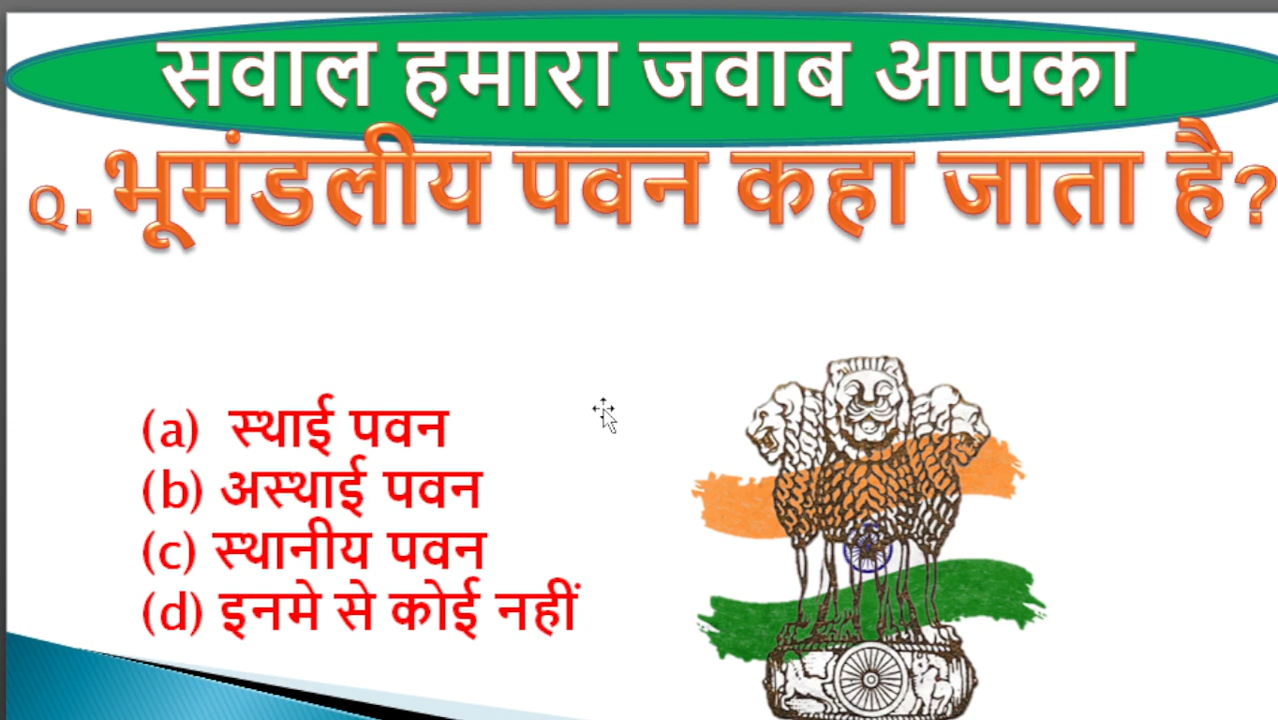 सवाल हमारा जवाब आपका
Q. भूमंडलीय पवन कहा जाता है?
(a) स्थाई पवन
(b) अस्थाई पवन
(c) स्थानीय पवन
(d) इनमे से कोई नहीं